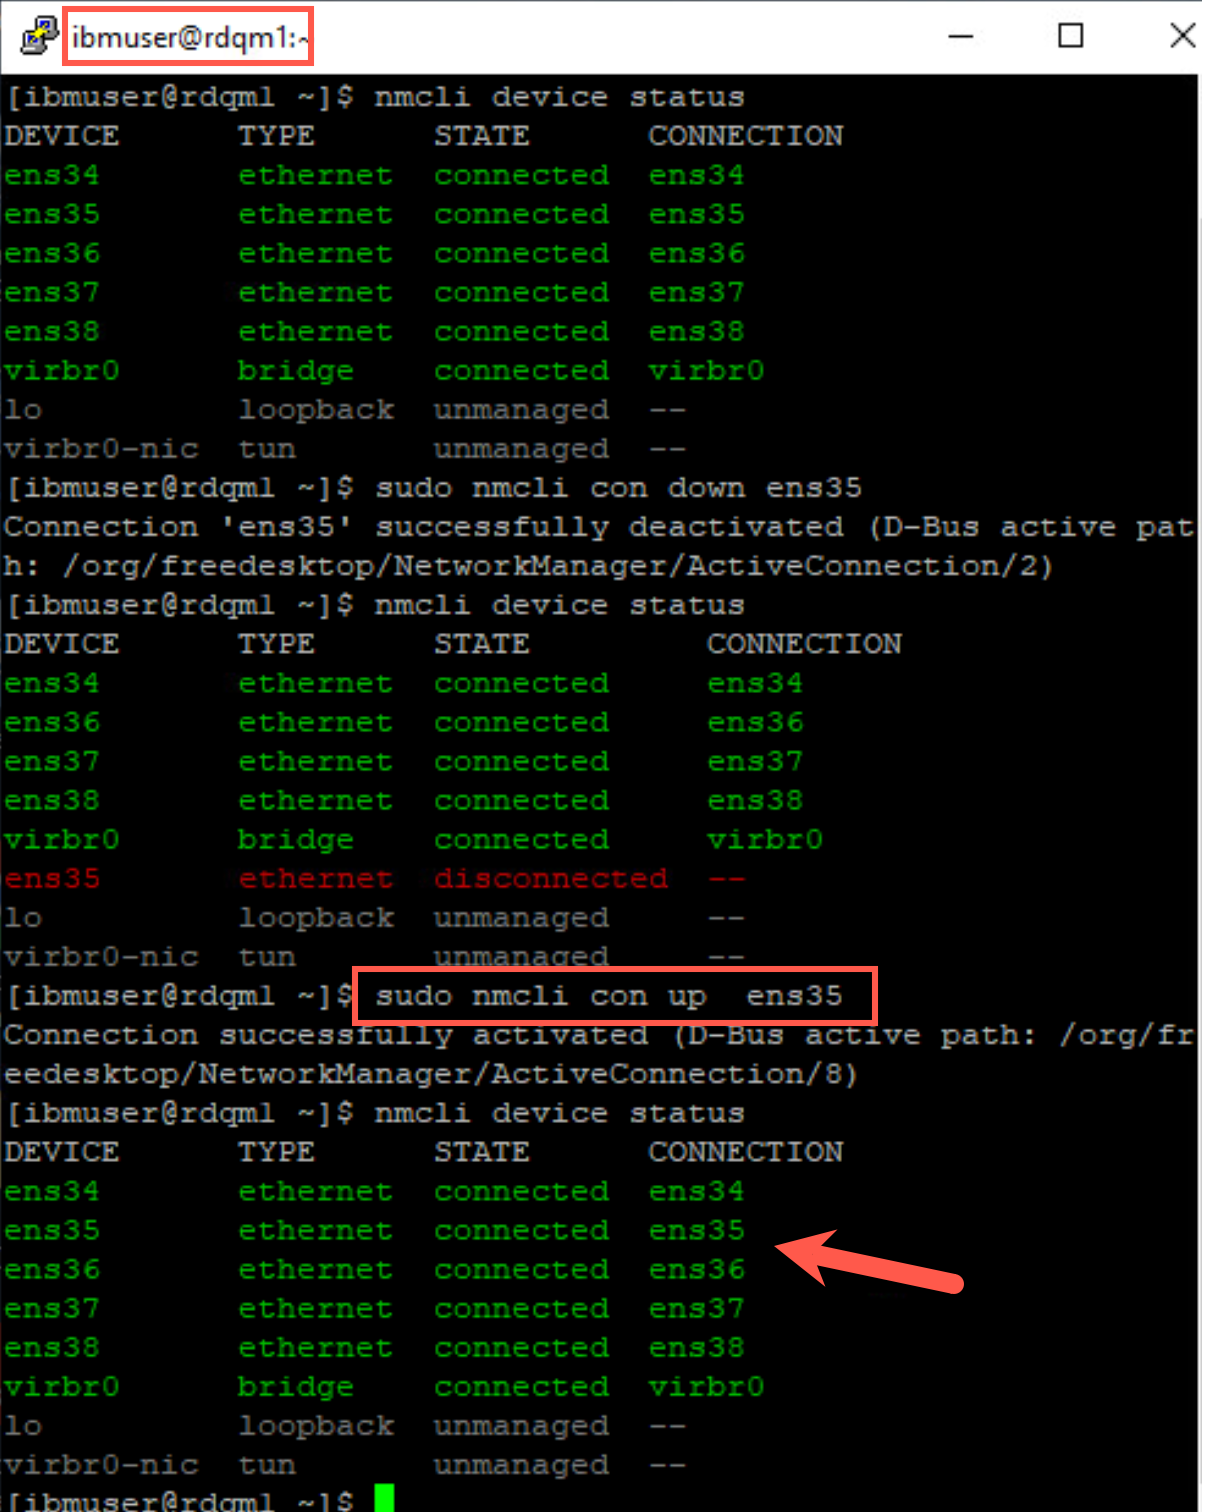 ibmuser@rdqm1:~
[ibmuser@rdqm1 ~]$ nmcli device status
DEVICE      TYPE      STATE      CONNECTION
ens34       ethernet  connected  ens34
ens35       ethernet  connected  ens35
ens36       ethernet  connected  ens36
ens37       ethernet  connected  ens37
ens38       ethernet  connected  ens38
virbr0      bridge    connected  virbr0
lo          loopback  unmanaged  --
virbr0-nic  tun       unmanaged  --
[ibmuser@rdqm1 ~]$ sudo nmcli con down ens35
Connection 'ens35' successfully deactivated (D-Bus active pat
h: /org/freedesktop/NetworkManager/ActiveConnection/2)
[ibmuser@rdqm1 ~]$ nmcli device status
DEVICE      TYPE      STATE         CONNECTION
ens34       ethernet  connected     ens34
ens36       ethernet  connected     ens36
ens37       ethernet  connected     ens37
ens38       ethernet  connected     ens38
virbr0      bridge    connected     virbr0
ens35       ethernet  disconnected  --
lo          loopback  unmanaged     --
virbr0-nic  tun       unmanaged     --
[ibmuser@rdqm1 ~]$ sudo nmcli con up  ens35
Connection successfully activated (D-Bus active path: /org/fr
eedesktop/NetworkManager/ActiveConnection/8)
[ibmuser@rdqm1 ~]$ nmcli device status
DEVICE      TYPE      STATE      CONNECTION
ens34       ethernet  connected  ens34
ens35       ethernet  connected  ens35
ens36       ethernet  connected  ens36
ens37       ethernet  connected  ens37
ens38       ethernet  connected  ens38
virbr0      bridge    connected  virbr0
lo          loopback  unmanaged  --
virbr0-nic  tun       unmanaged  --
[ibmuser@rdqm1 ~]$